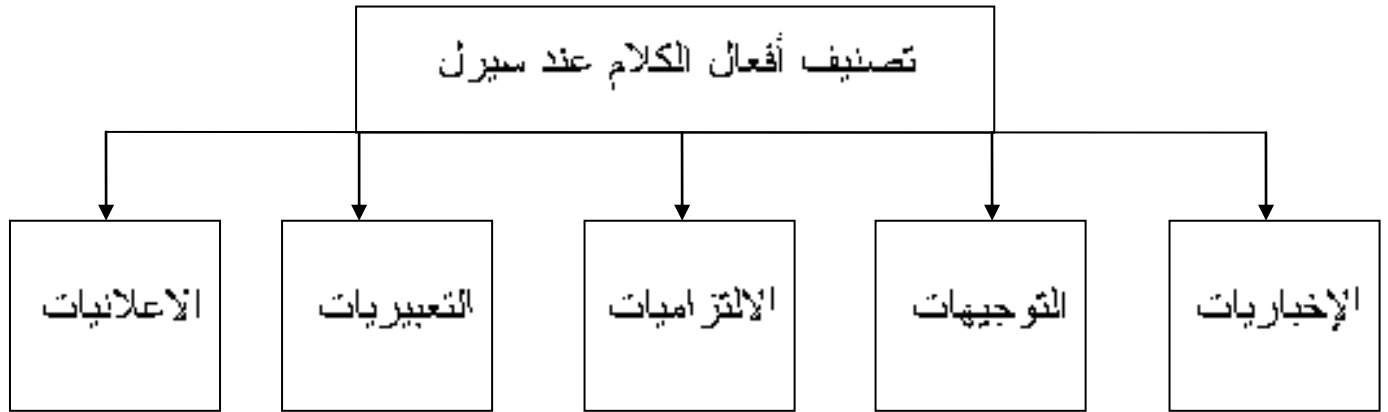 تصنيف أفعال الكلام عند سيرل
الإخباريات
التوجيهات
الالتزاميات
التعبيريات
الاعلانيات